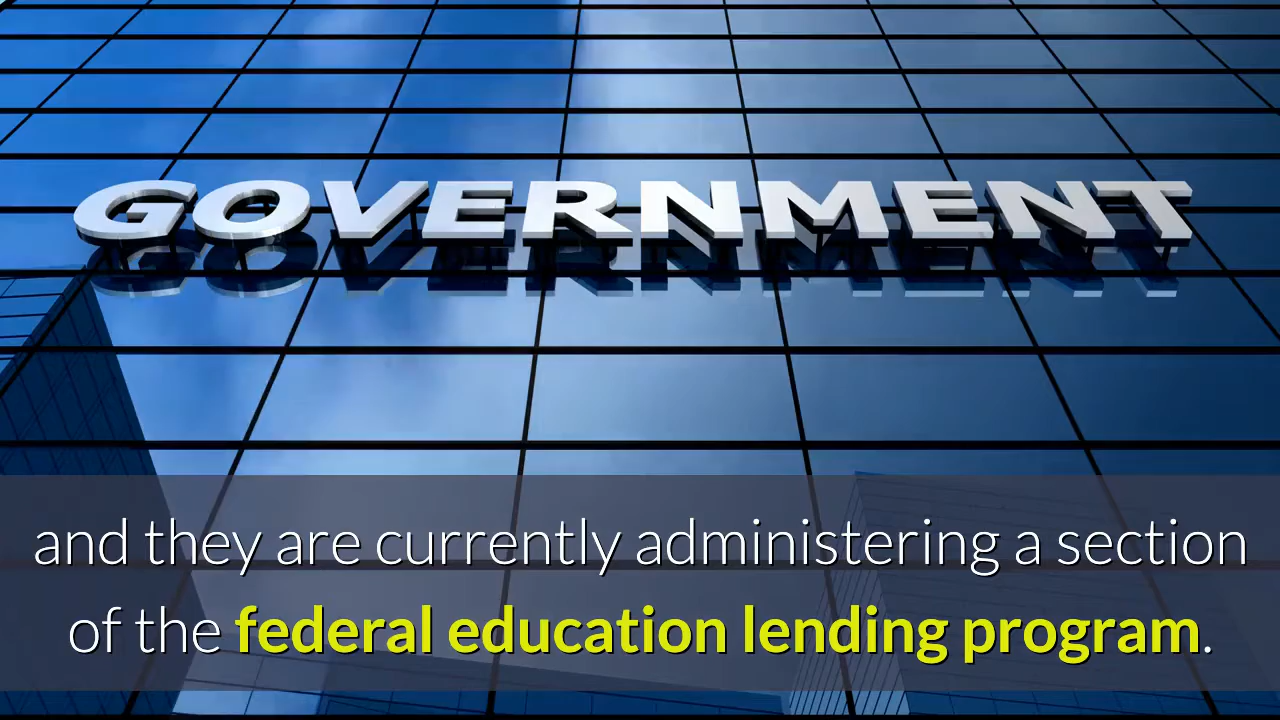 GOVERNMENT
and they are currently administering a section
of the federal education lending program.